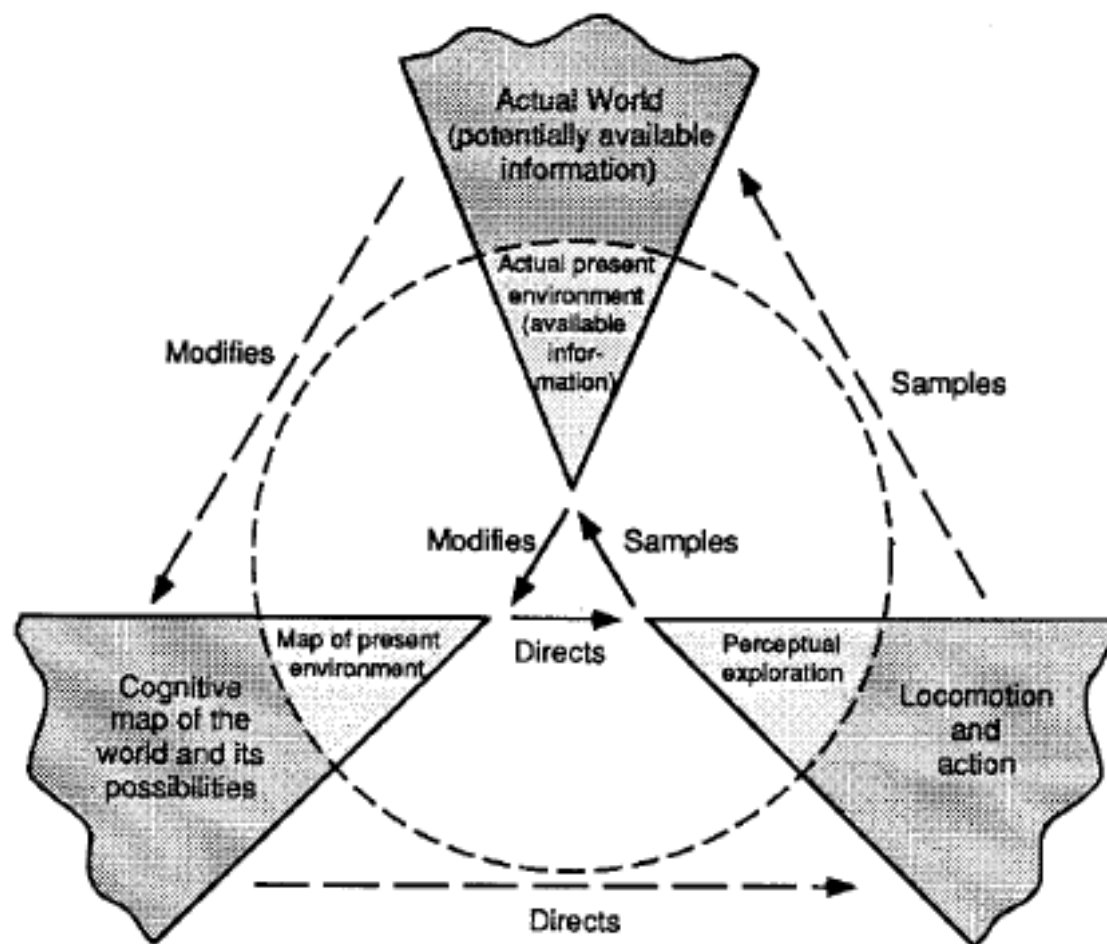 Actual World
(potentially available
information)
Actual present
environment
(available
infor-
mation)
Modifies
Samples
Modifies
Samples
Directs
Map of present
environment
Perceptual
exploration
Cognitive
map of the
world and its
possibilities
Locomotion
and
action
Directs